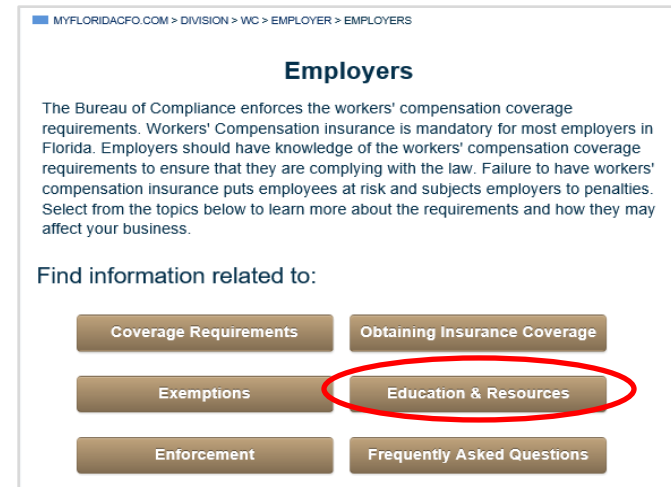 MYFLORIDACFO.COM > DIVISION > WC > EMPLOYER > EMPLOYERS
Employers
The Bureau of Compliance enforces the workers' compensation coverage
requirements. Workers' Compensation insurance is mandatory for most employers in
Florida. Employers should have knowledge of the workers' compensation coverage
requirements to ensure that they are complying with the law. Failure to have workers'
compensation insurance puts employees at risk and subjects employers to penalties.
Select from the topics below to learn more about the requirements and how they may
affect your business.
Find information related to:
Coverage Requirements
Obtaining Insurance Coverage
Exemptions
Education & Resources
Enforcement
Frequently Asked Questions